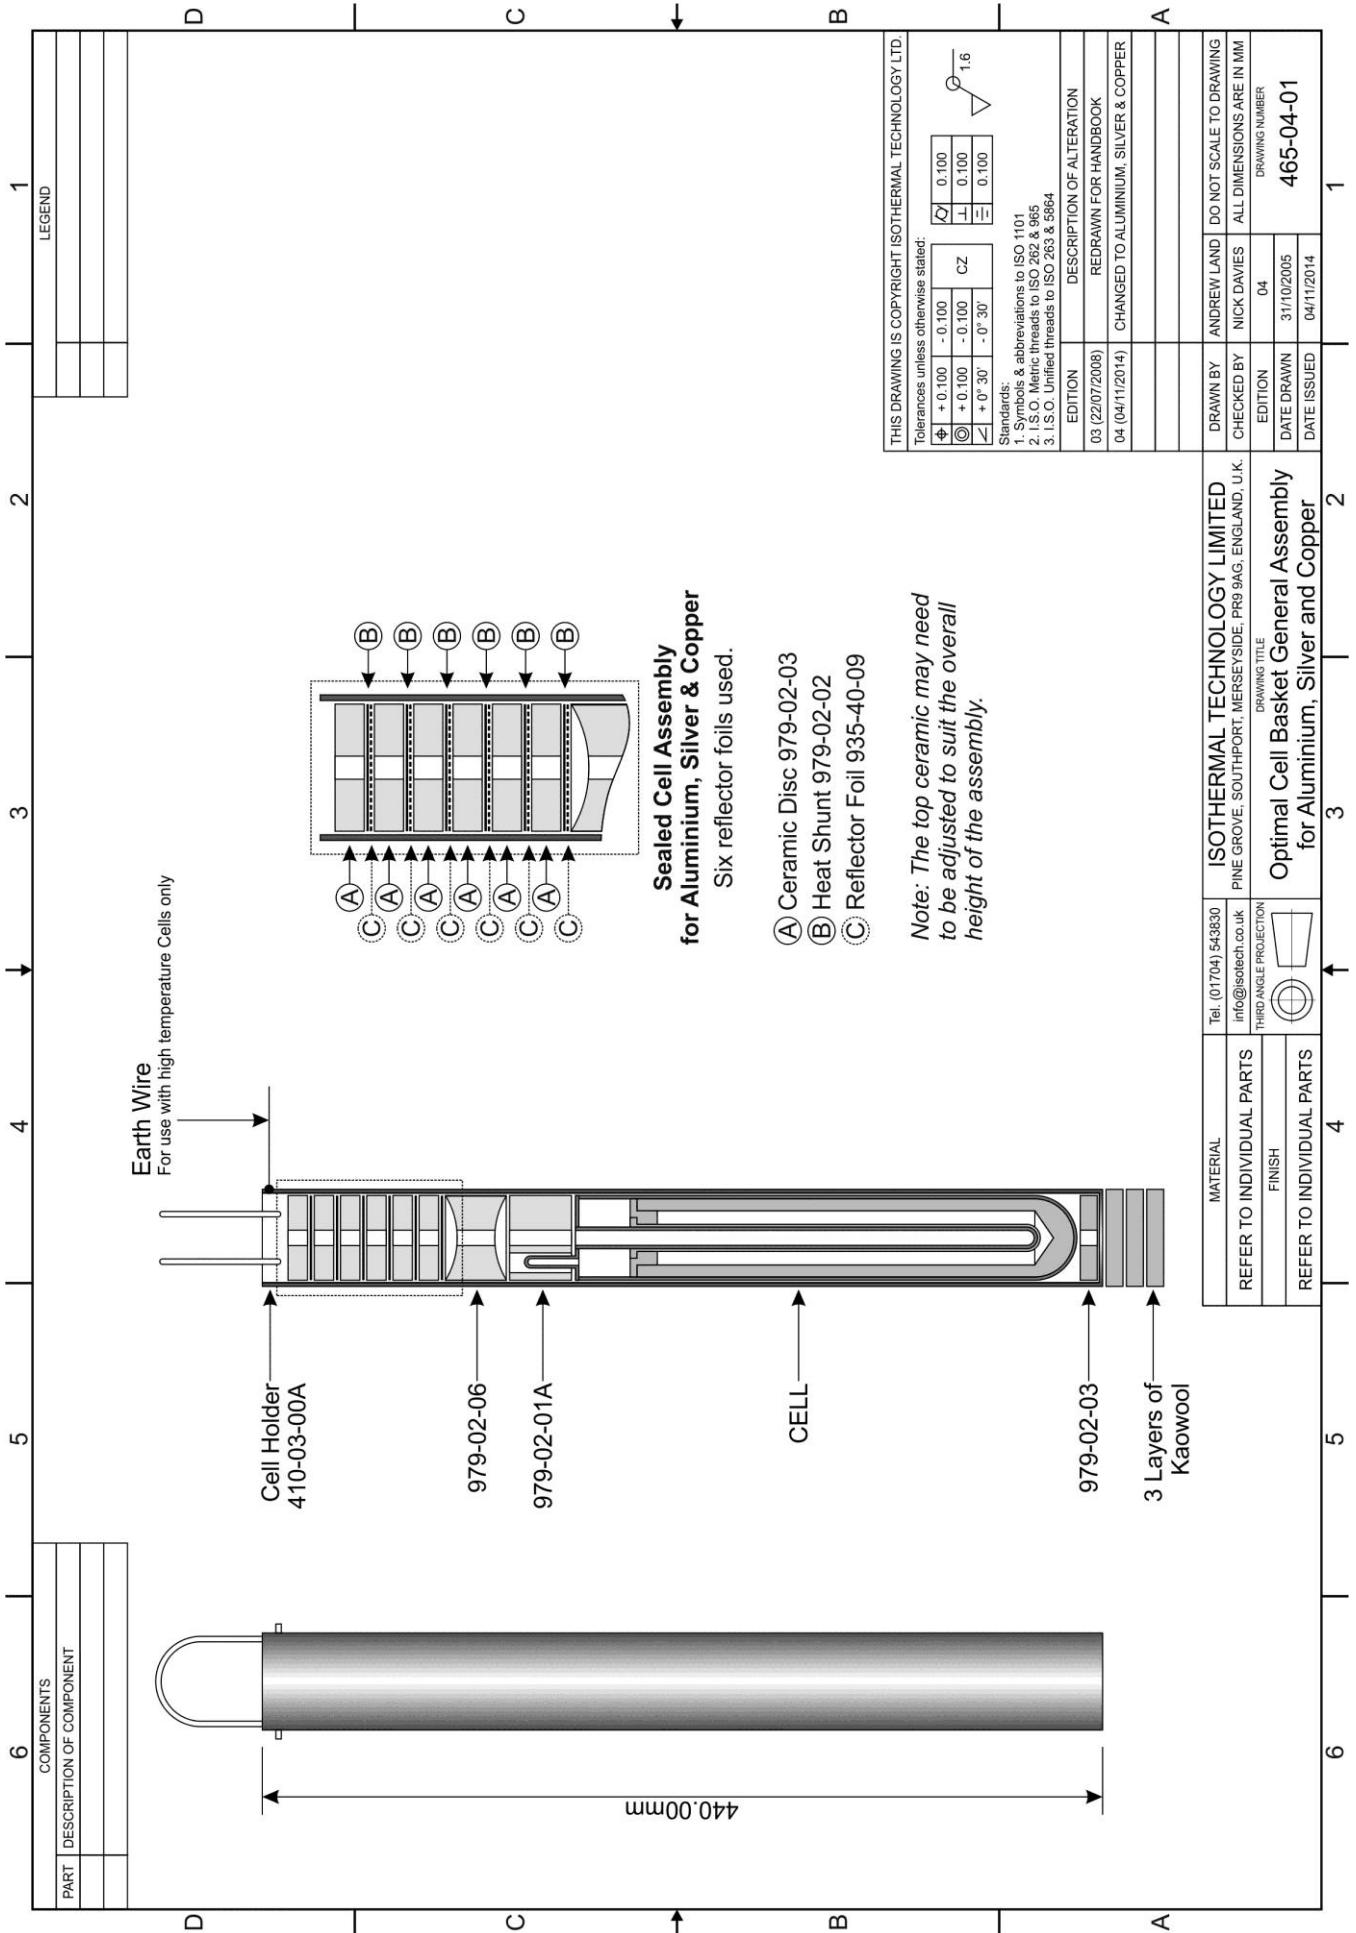 6
5
4
3
2
1
D
C
B
A
D
C
B
A
6
5
4
3
2
1
COMPONENTS
PART
DESCRIPTION OF COMPONENT
LEGEND
440.00mm
Earth Wire
For use with high temperature Cells only
Cell Holder
410-03-00A
979-02-06
979-02-01A
CELL
979-02-03
3 Layers of
Kaowool
A
A
A
A
A
A
C
C
C
C
C
C
B
B
B
B
B
B
Sealed Cell Assembly
for Aluminium, Silver & Copper
Six reflector foils used.
A Ceramic Disc 979-02-03
B Heat Shunt 979-02-02
C Reflector Foil 935-40-09
Note: The top ceramic may need
to be adjusted to suit the overall
height of the assembly.
THIS DRAWING IS COPYRIGHT ISOTHERMAL TECHNOLOGY LTD.
Tolerances unless otherwise stated:
⌖ + 0.100 - 0.100
◎ + 0.100 - 0.100
∠ + 0° 30' - 0° 30'
CZ
⌭ 0.100
⊥ 0.100
⌯ 0.100
1.6
Standards:
1. Symbols & abbreviations to ISO 1101
2. I.S.O. Metric threads to ISO 262 & 965
3. I.S.O. Unified threads to ISO 263 & 5864
EDITION
DESCRIPTION OF ALTERATION
03 (22/07/2008)
REDRAWN FOR HANDBOOK
04 (04/11/2014)
CHANGED TO ALUMINIUM, SILVER & COPPER
MATERIAL
REFER TO INDIVIDUAL PARTS
FINISH
REFER TO INDIVIDUAL PARTS
Tel. (01704) 543830
info@isotech.co.uk
THIRD ANGLE PROJECTION
ISOTHERMAL TECHNOLOGY LIMITED
PINE GROVE, SOUTHPORT, MERSEYSIDE, PR9 9AG, ENGLAND, U.K.
DRAWING TITLE
Optimal Cell Basket General Assembly
for Aluminium, Silver and Copper
DRAWN BY
ANDREW LAND
DO NOT SCALE TO DRAWING
CHECKED BY
NICK DAVIES
ALL DIMENSIONS ARE IN MM
EDITION
04
DRAWING NUMBER
DATE DRAWN
31/10/2005
465-04-01
DATE ISSUED
04/11/2014